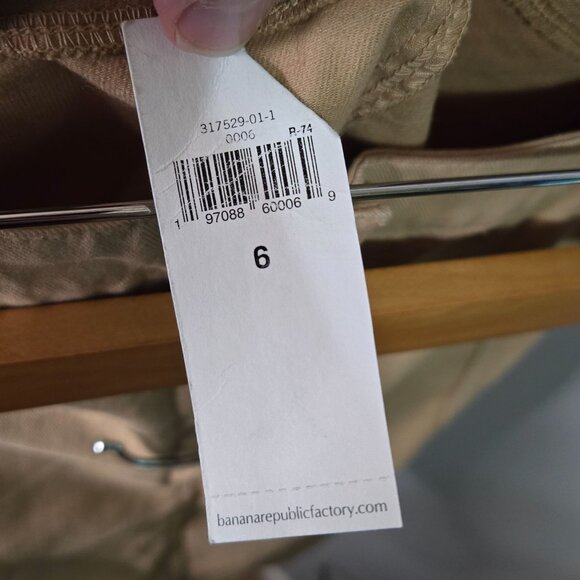 317529-01-1
0006 R-74
1 97088 60006 9
6
bananarepublicfactory.com